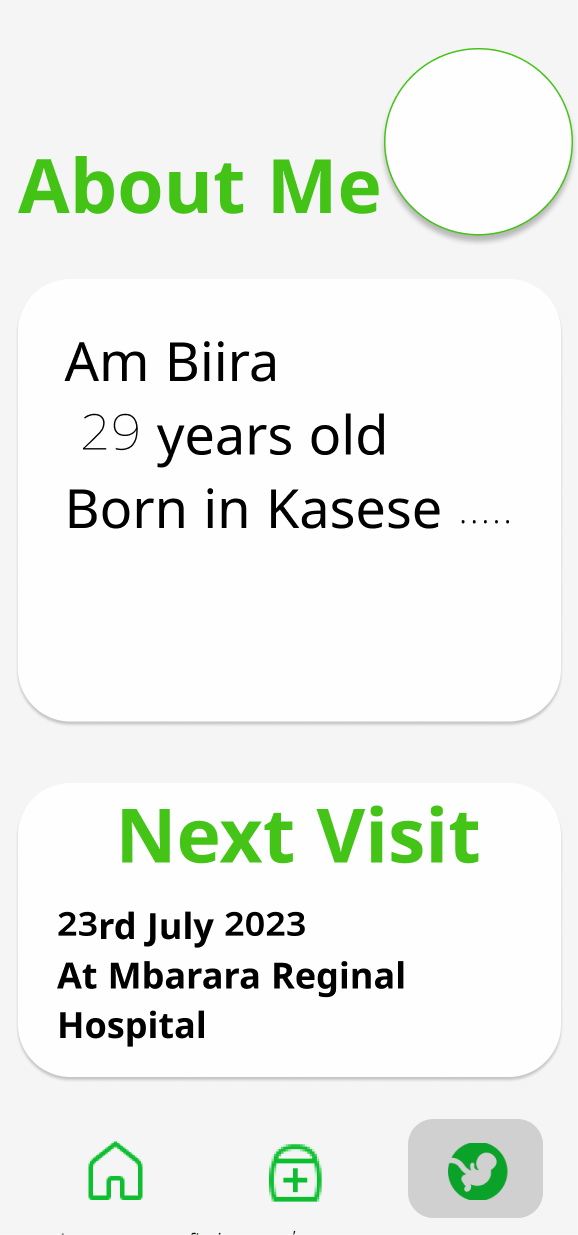 About Me
Am Biira
29 years old
Born in Kasese .....
Next Visit
23rd July 2023
At Mbarara Reginal
Hospital